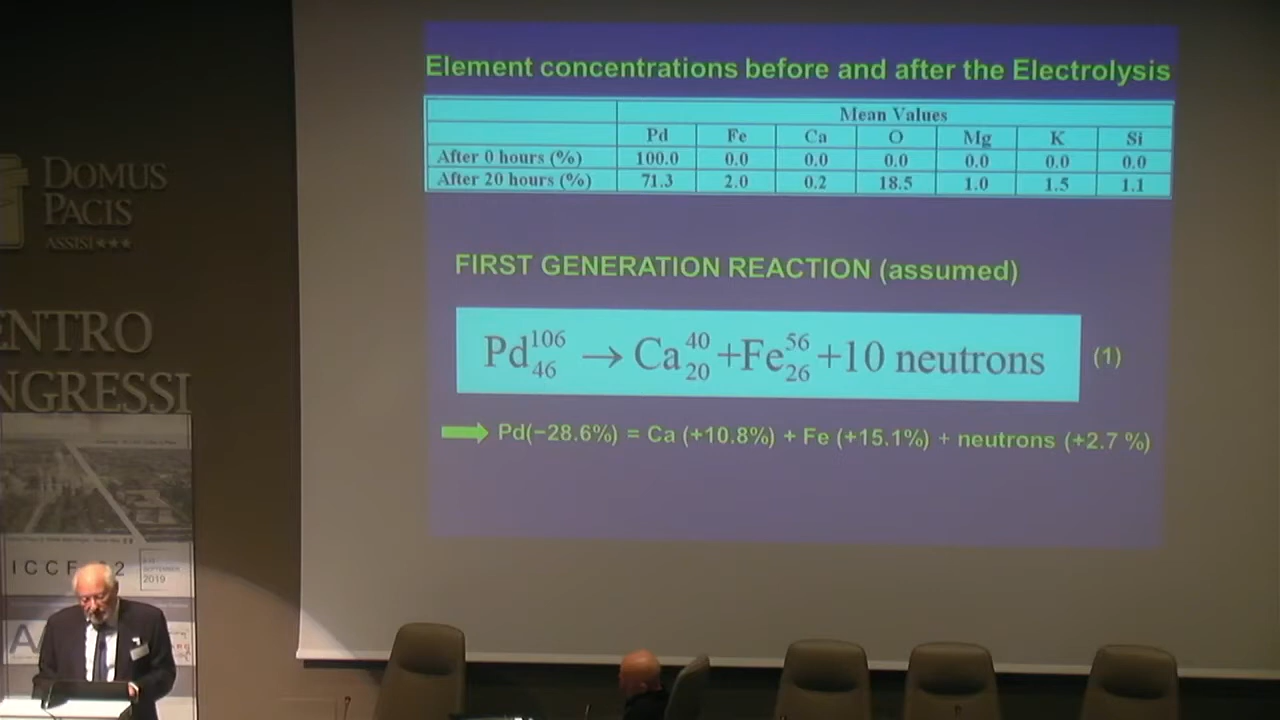 Element concentrations before and after the Electrolysis
Mean Values
Pd Fe Ca O Mg K Si
After 0 hours (%) 100.0 0.0 0.0 0.0 0.0 0.0 0.0
After 20 hours (%) 71.3 2.0 0.2 18.5 1.0 1.5 1.1
FIRST GENERATION REACTION (assumed)
Pd¹⁰⁶₄₆ → Ca⁴⁰₂₀ +Fe⁵⁶₂₆ +10 neutrons (1)
Pd(−28.6%) = Ca (+10.8%) + Fe (+15.1%) + neutrons (+2.7 %)
DOMUS
PACIS
ASSISI★★★
ENTRO
NGRESSI
ICCF 2
SEPTEMBER
2019
A